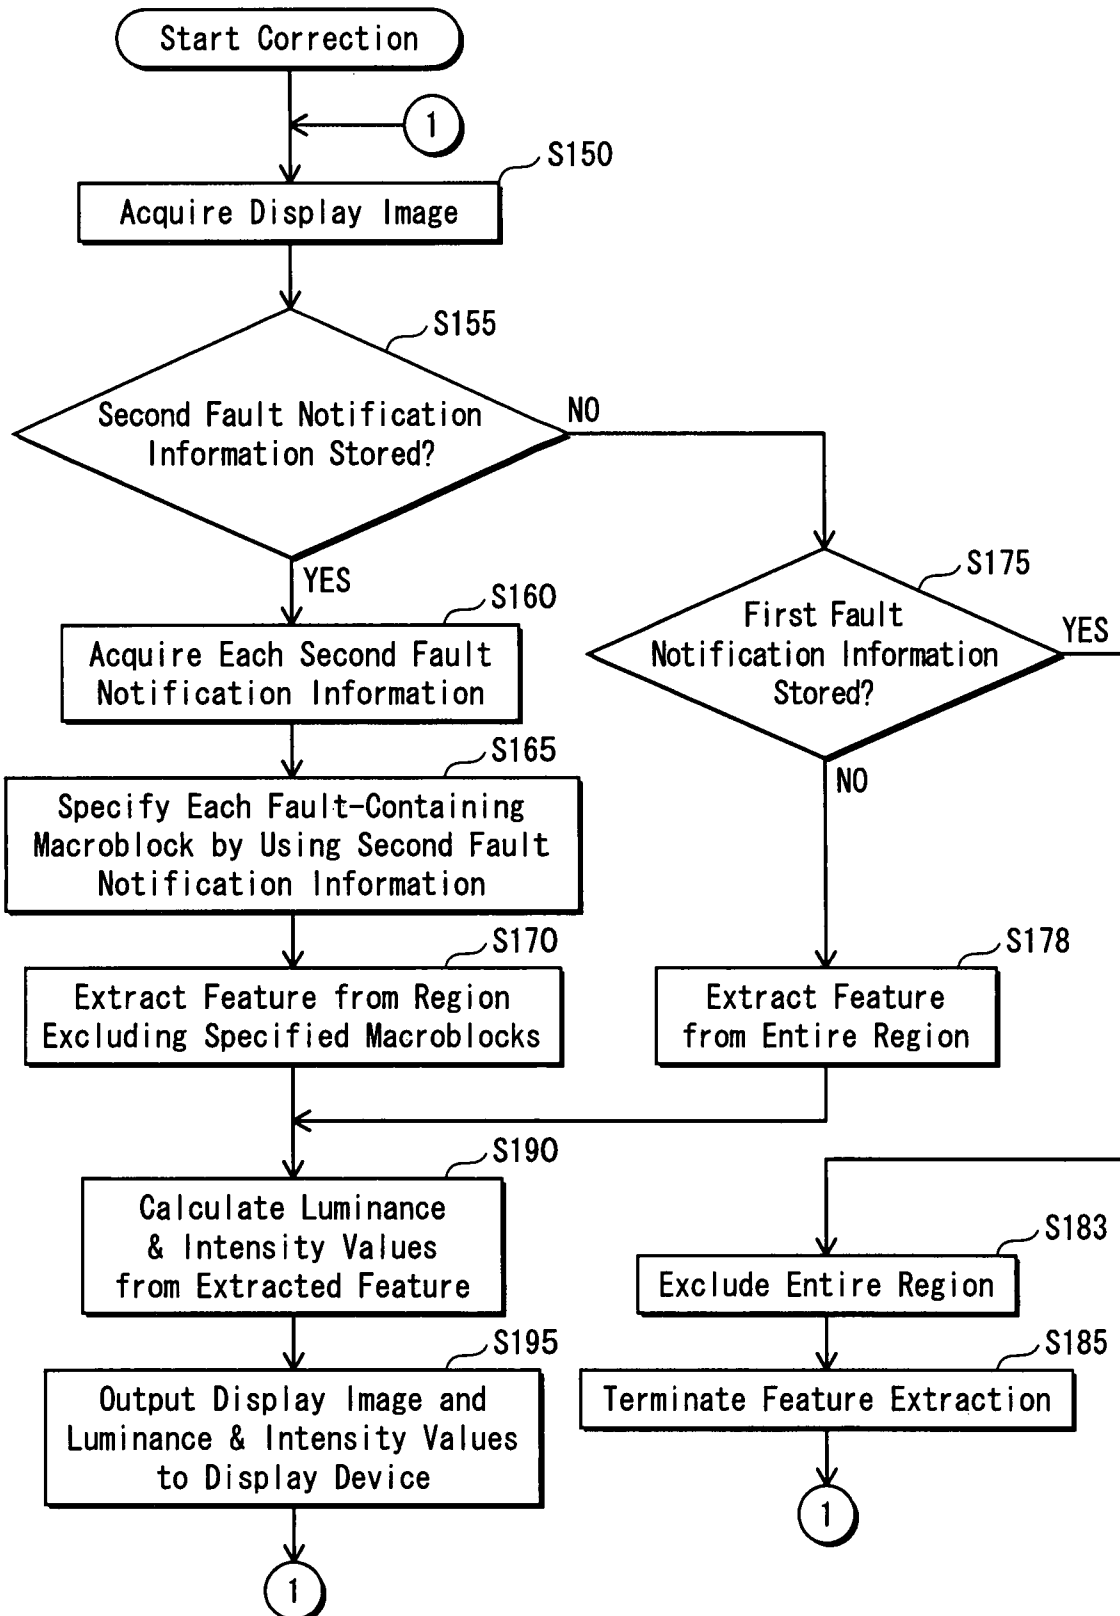 Start Correction
1
S150
Acquire Display Image
S155
Second Fault Notification
Information Stored?
NO
YES
S175
First Fault
Notification Information
Stored?
YES
NO
S160
Acquire Each Second Fault
Notification Information
S165
Specify Each Fault-Containing
Macroblock by Using Second Fault
Notification Information
S170
Extract Feature from Region
Excluding Specified Macroblocks
S178
Extract Feature
from Entire Region
S190
Calculate Luminance
& Intensity Values
from Extracted Feature
S183
Exclude Entire Region
S195
Output Display Image and
Luminance & Intensity Values
to Display Device
S185
Terminate Feature Extraction
1
1